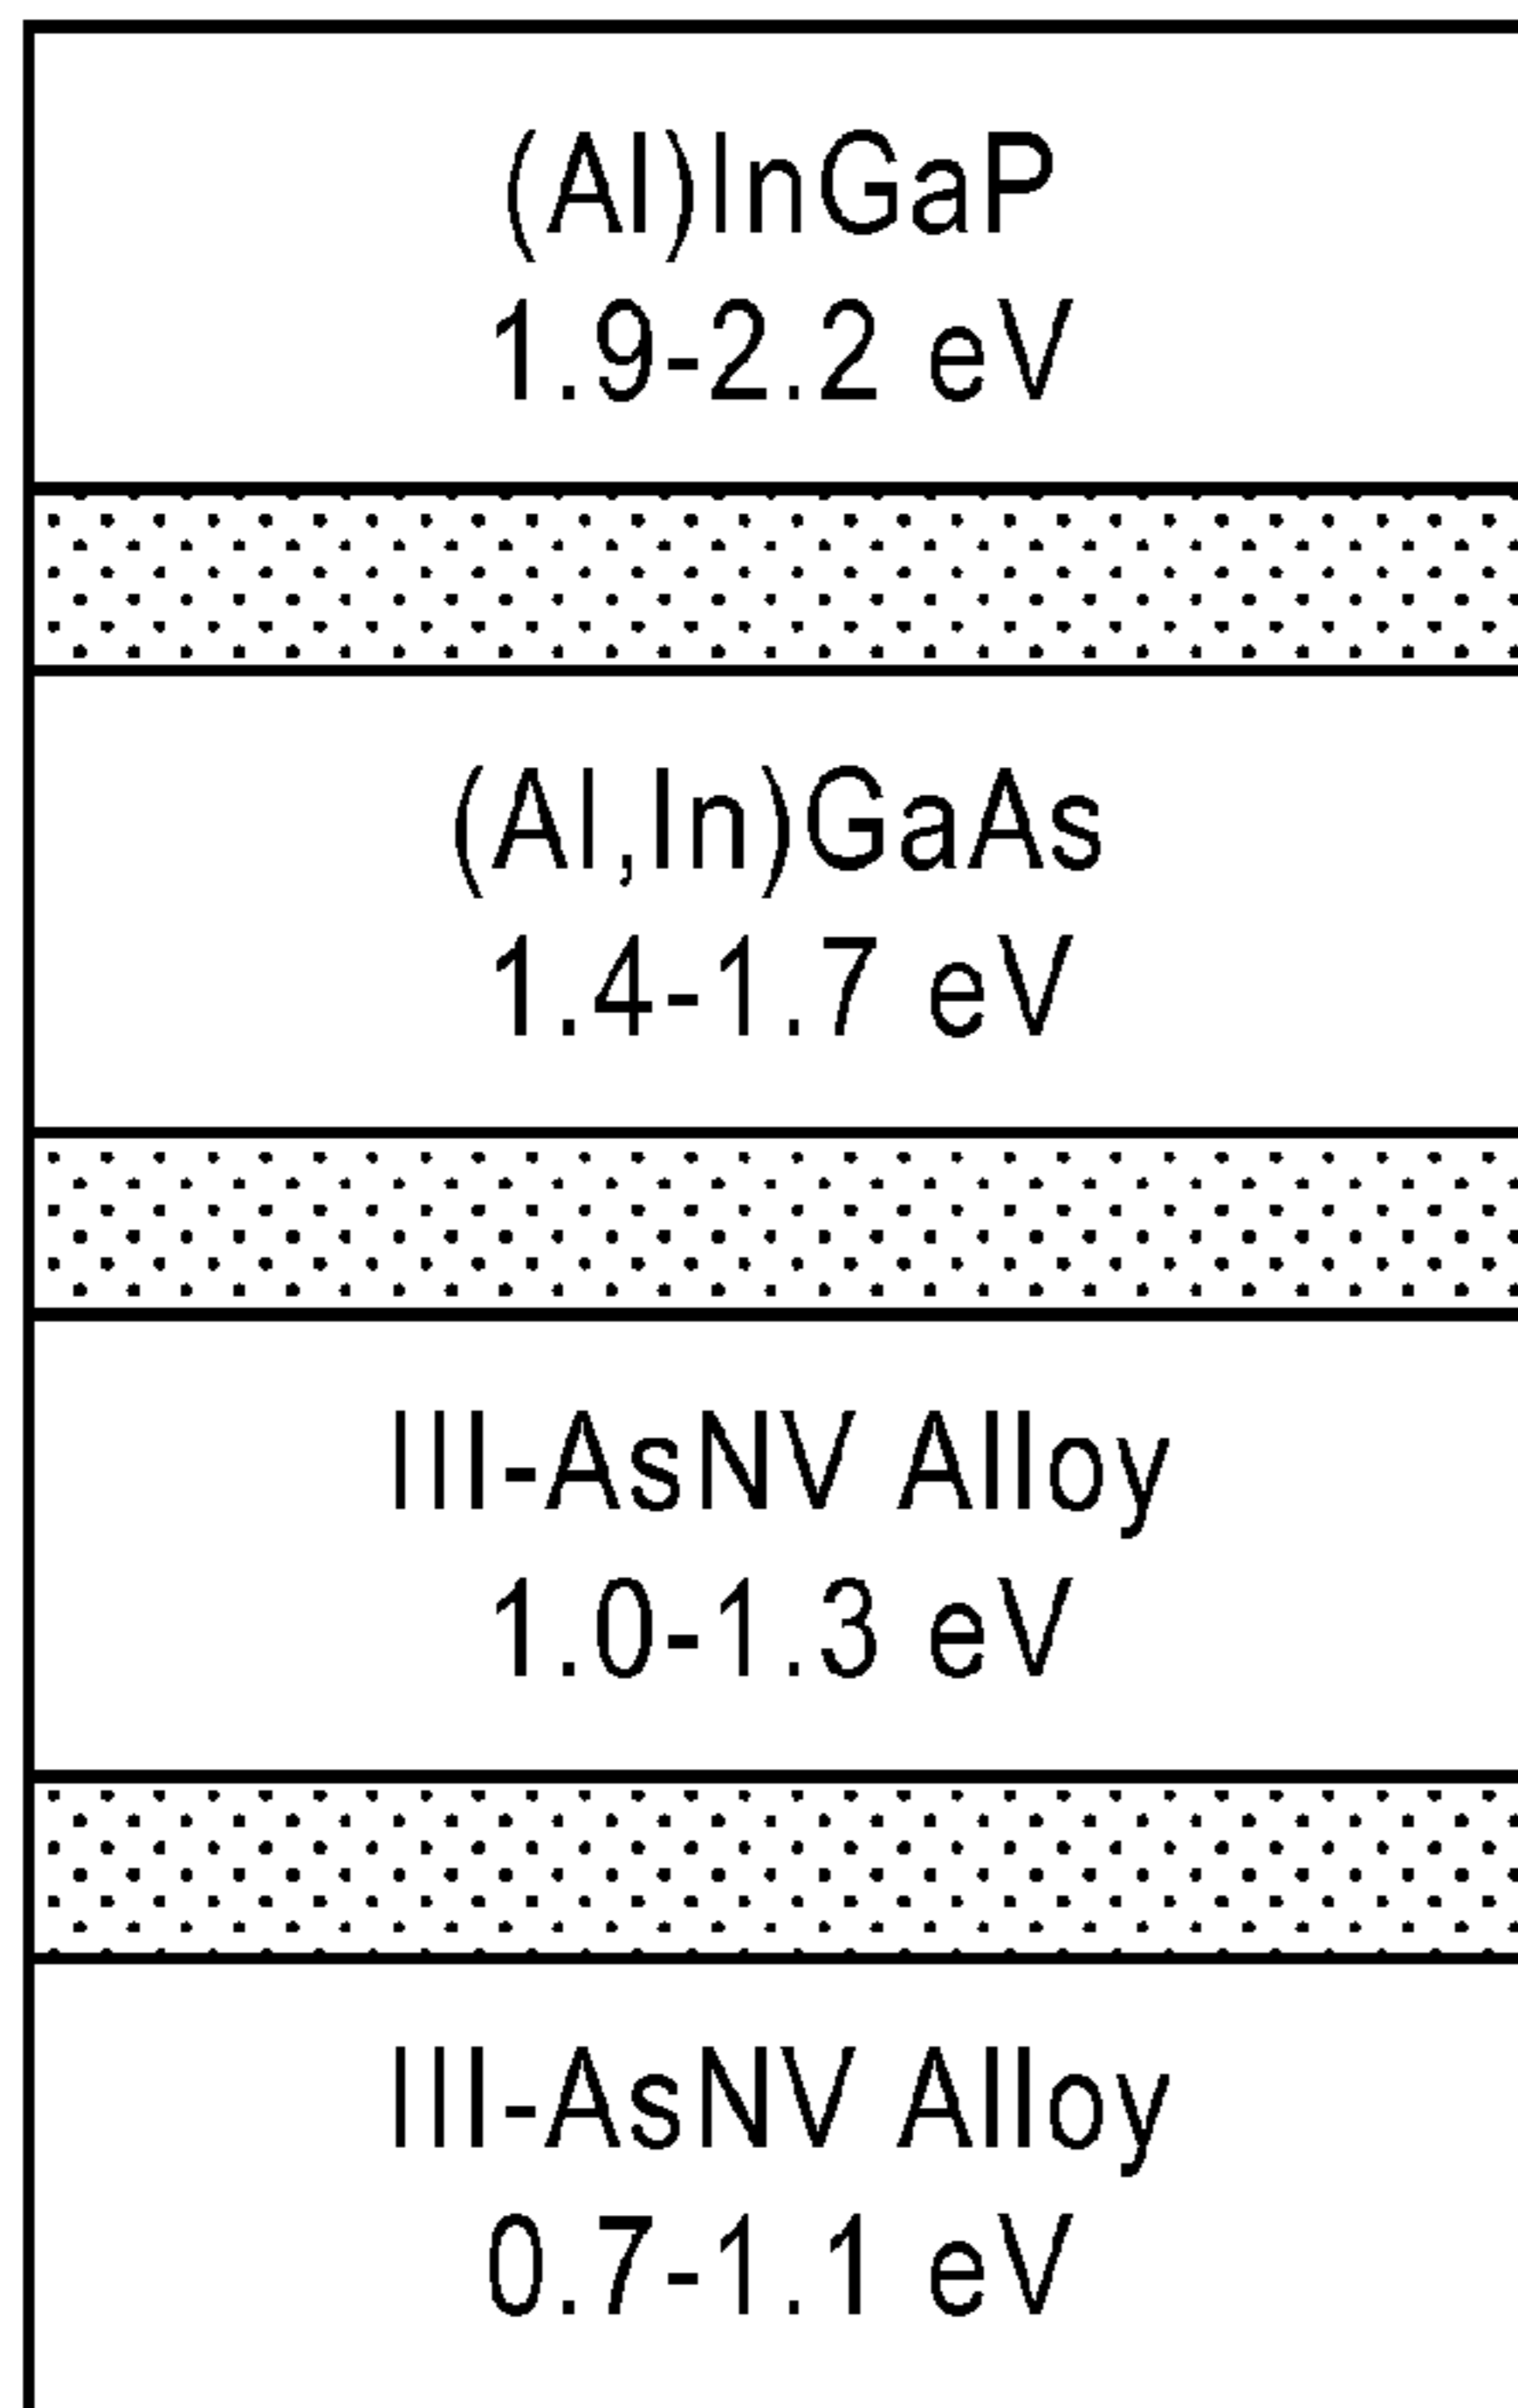 (Al)InGaP
1.9-2.2 eV
(Al,In)GaAs
1.4-1.7 eV
III-AsNV Alloy
1.0-1.3 eV
III-AsNV Alloy
0.7-1.1 eV